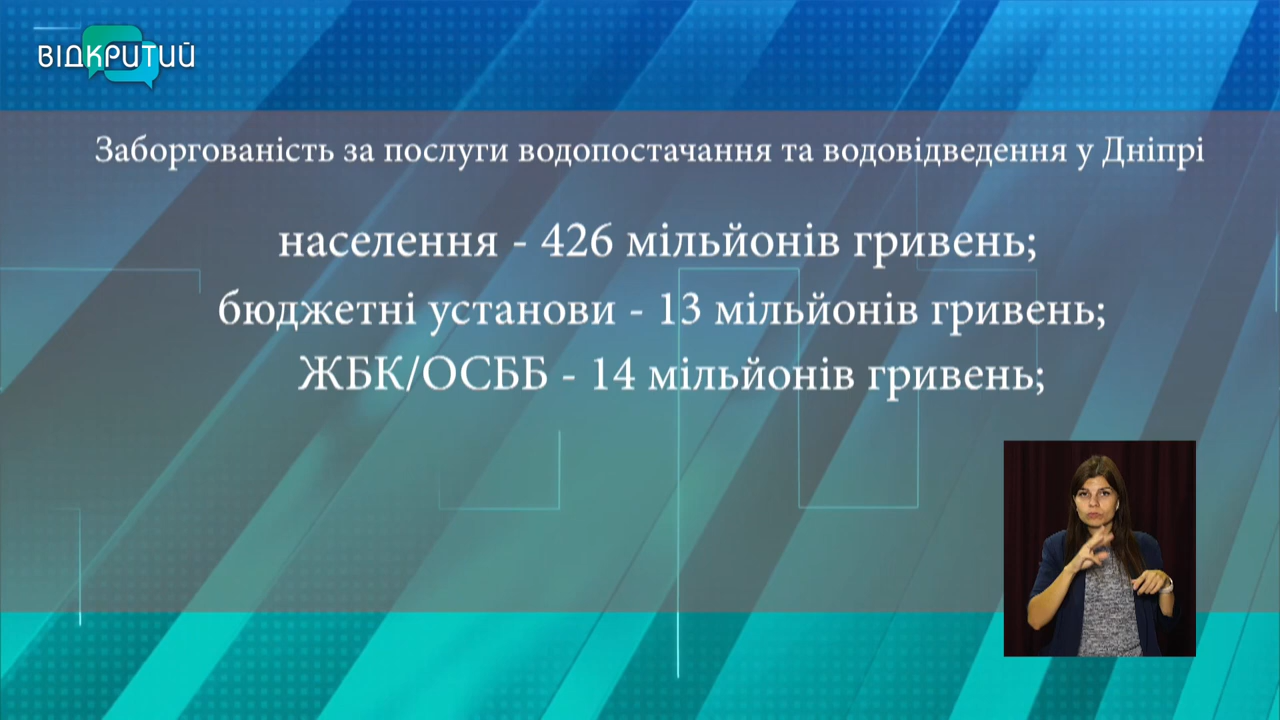 ВІДКРИТИЙ
Заборгованість за послуги водопостачання та водовідведення у Дніпрі
населення - 426 мільйонів гривень;
бюджетні установи - 13 мільйонів гривень;
ЖБК/ОСББ - 14 мільйонів гривень;